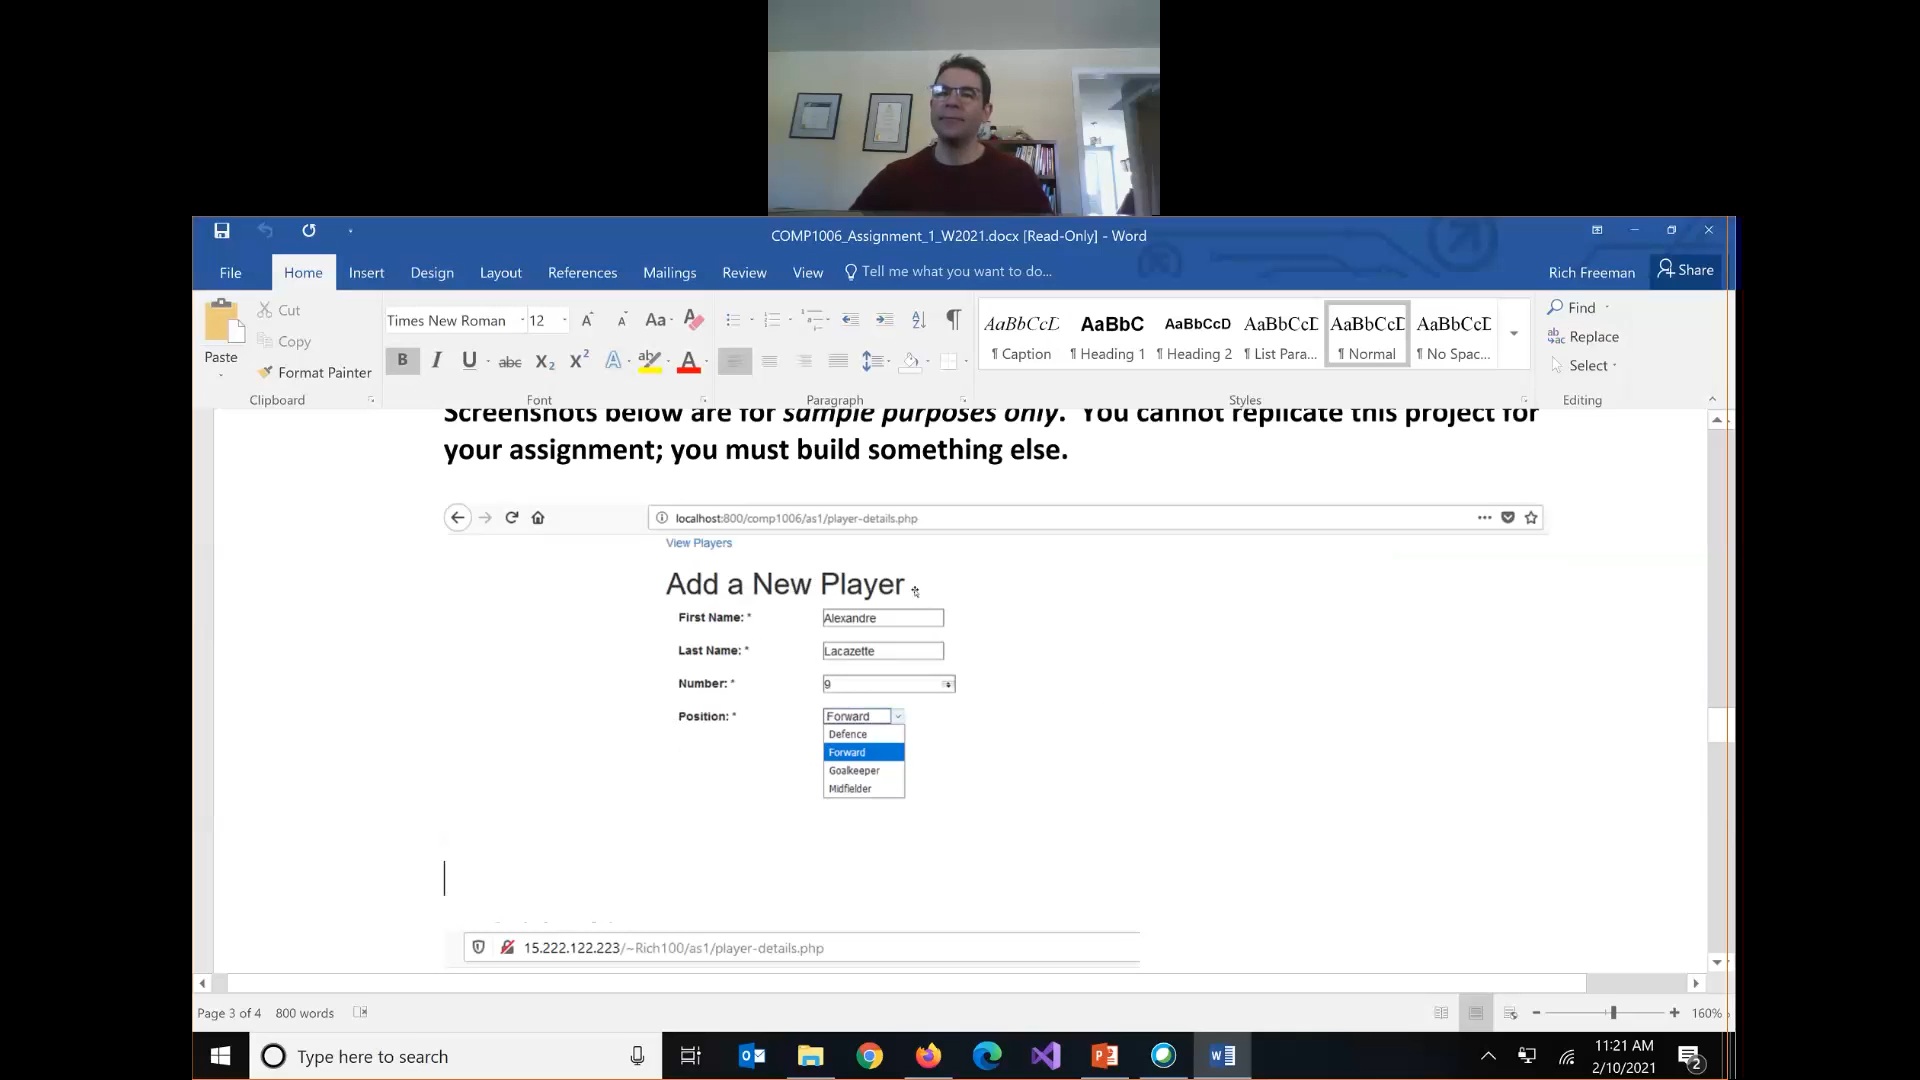 COMP1006_Assignment_1_W2021.docx [Read-Only] - Word
File Home Insert Design Layout References Mailings Review View Tell me what you want to do...
Rich Freeman Share
Paste
Cut
Copy
Format Painter
Clipboard
Times New Roman 12
Font
Paragraph
AaBbCcD AaBbC AaBbCcD AaBbCcD AaBbCcD AaBbCcD
¶ Caption ¶ Heading 1 ¶ Heading 2 ¶ List Para... ¶ Normal ¶ No Spac...
Styles
Find
Replace
Select
Editing
Screenshots below are for sample purposes only. You cannot replicate this project for
your assignment; you must build something else.
localhost:800/comp1006/as1/player-details.php
View Players
Add a New Player
First Name: * Alexandre
Last Name: * Lacazette
Number: * 9
Position: * Forward
Defence
Forward
Goalkeeper
Midfielder
15.222.122.223/~Rich100/as1/player-details.php
Page 3 of 4 800 words
160%
Type here to search
11:21 AM
2/10/2021
2